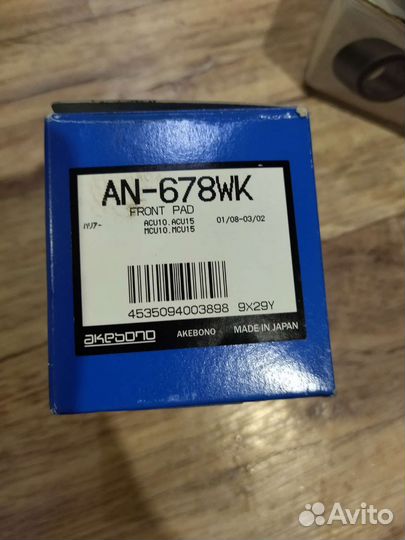 AN-678WK
FRONT PAD
ﾊﾘｱｰ ACU10.ACU15 01/08-03/02
MCU10.MCU15
4535094003898 9X29Y
akebono AKEBONO MADE IN JAPAN
Avito